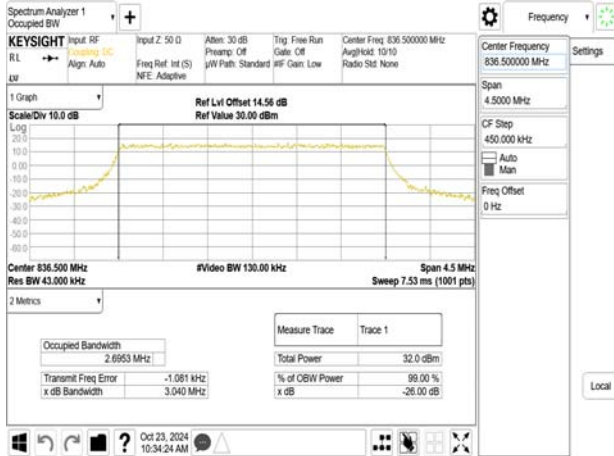 Spectrum Analyzer 1
Occupied BW
+
Frequency
KEYSIGHT
RL
Input: RF
Coupling: DC
Align: Auto
Input Z: 50 Ω
Freq Ref: Int (S)
NFE: Adaptive
Atten: 30 dB
Preamp: Off
µW Path: Standard
Trig: Free Run
Gate: Off
#IF Gain: Low
Center Freq: 836.500000 MHz
Avg|Hold: 10/10
Radio Std: None
Center Frequency
836.500000 MHz
Settings
Span
4.5000 MHz
CF Step
450.000 kHz
Auto
Man
Freq Offset
0 Hz
Local
1 Graph
Scale/Div 10.0 dB
Ref Lvl Offset 14.56 dB
Ref Value 30.00 dBm
Log
20.0
10.0
0.00
-10.0
-20.0
-30.0
-40.0
-50.0
-60.0
Center 836.500 MHz
Res BW 43.000 kHz
#Video BW 130.00 kHz
Span 4.5 MHz
Sweep 7.53 ms (1001 pts)
2 Metrics
Occupied Bandwidth
2.6953 MHz
Transmit Freq Error -1.081 kHz
x dB Bandwidth 3.040 MHz
Measure Trace Trace 1
Total Power 32.0 dBm
% of OBW Power 99.00 %
x dB -26.00 dB
?
Oct 23, 2024
10:34:24 AM